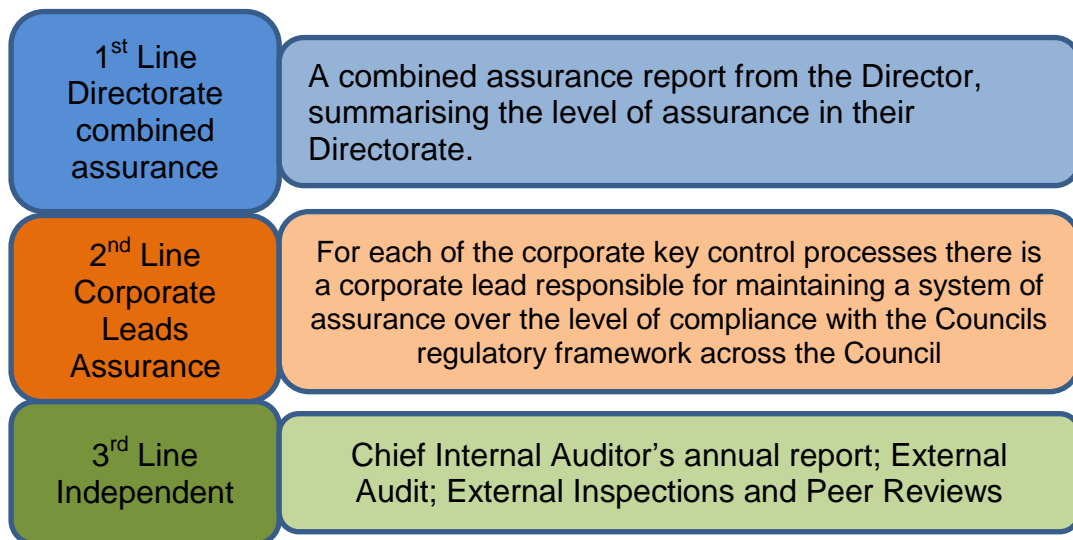 1st Line
Directorate
combined
assurance
A combined assurance report from the Director,
summarising the level of assurance in their
Directorate.
2nd Line
Corporate
Leads
Assurance
For each of the corporate key control processes there is
a corporate lead responsible for maintaining a system of
assurance over the level of compliance with the Councils
regulatory framework across the Council
3rd Line
Independent
Chief Internal Auditor’s annual report; External
Audit; External Inspections and Peer Reviews